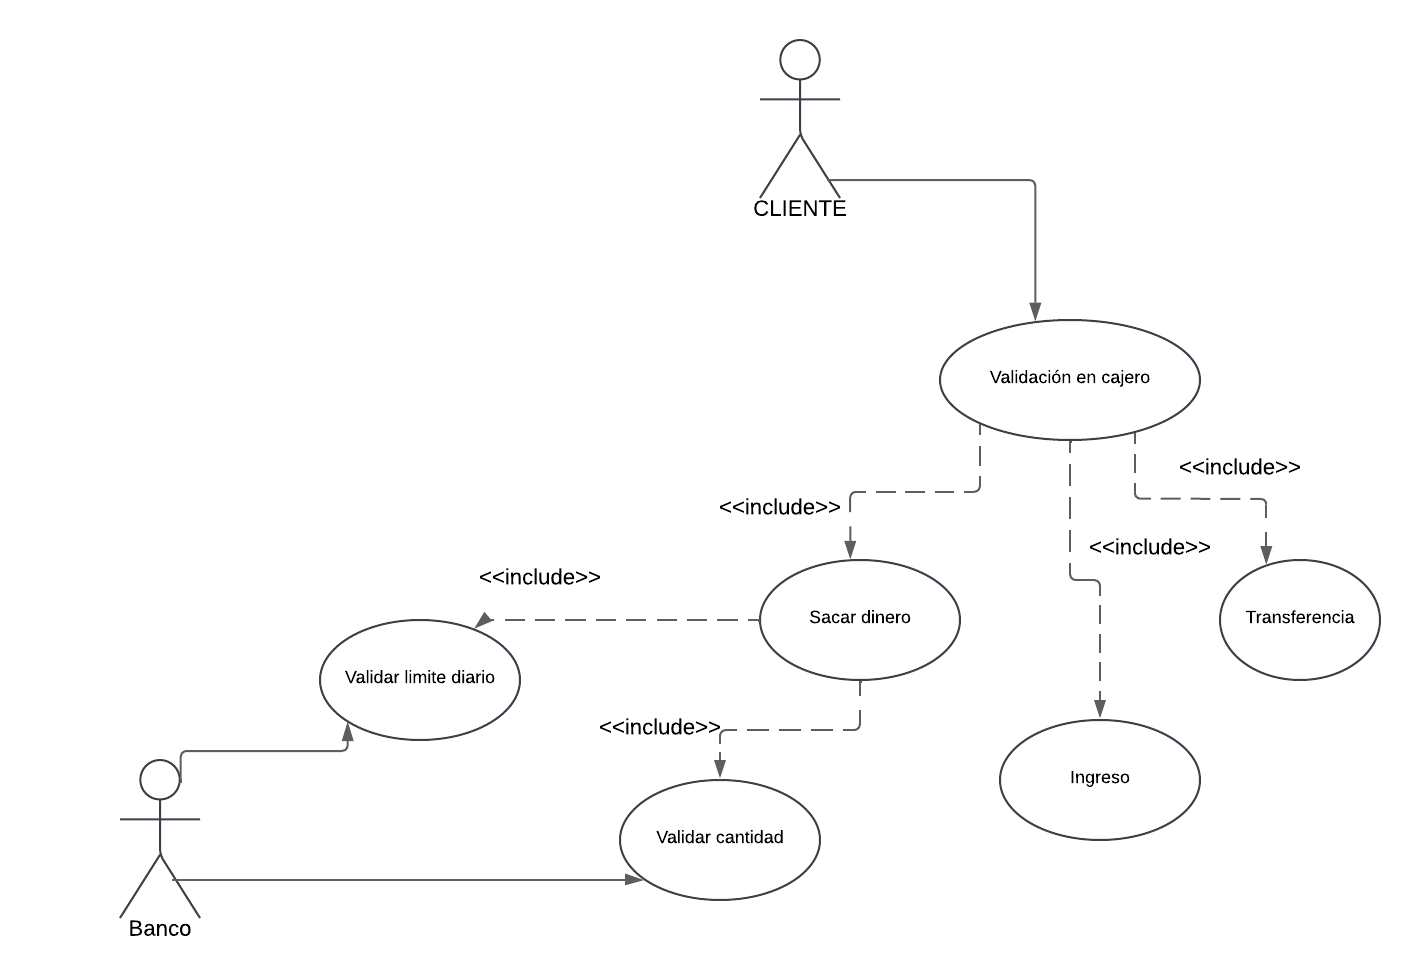 CLIENTE
Validación en cajero
<<include>>
<<include>>
<<include>>
<<include>>
Sacar dinero
Transferencia
Validar limite diario
<<include>>
Ingreso
Validar cantidad
Banco